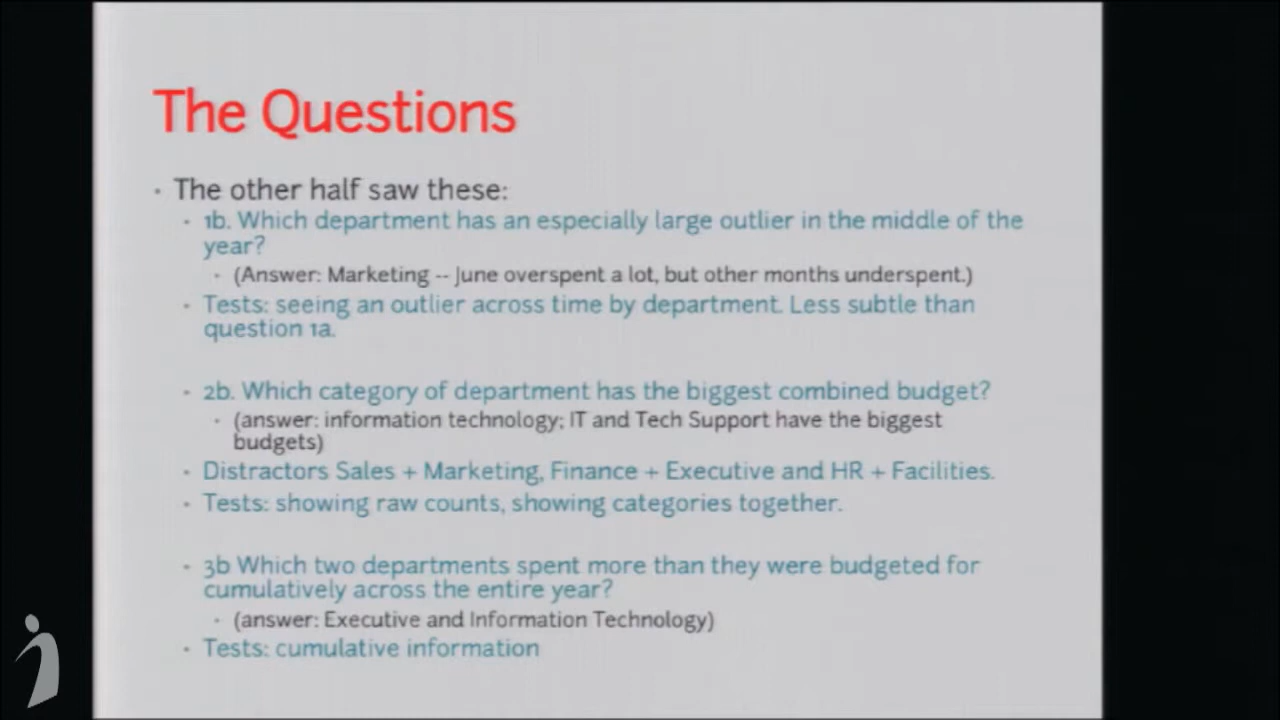 The Questions
• The other half saw these:
• 1b. Which department has an especially large outlier in the middle of the
year?
• (Answer: Marketing -- June overspent a lot, but other months underspent.)
• Tests: seeing an outlier across time by department. Less subtle than
question 1a.
• 2b. Which category of department has the biggest combined budget?
• (answer: information technology; IT and Tech Support have the biggest
budgets)
• Distractors Sales + Marketing, Finance + Executive and HR + Facilities.
• Tests: showing raw counts, showing categories together.
• 3b Which two departments spent more than they were budgeted for
cumulatively across the entire year?
• (answer: Executive and Information Technology)
• Tests: cumulative information